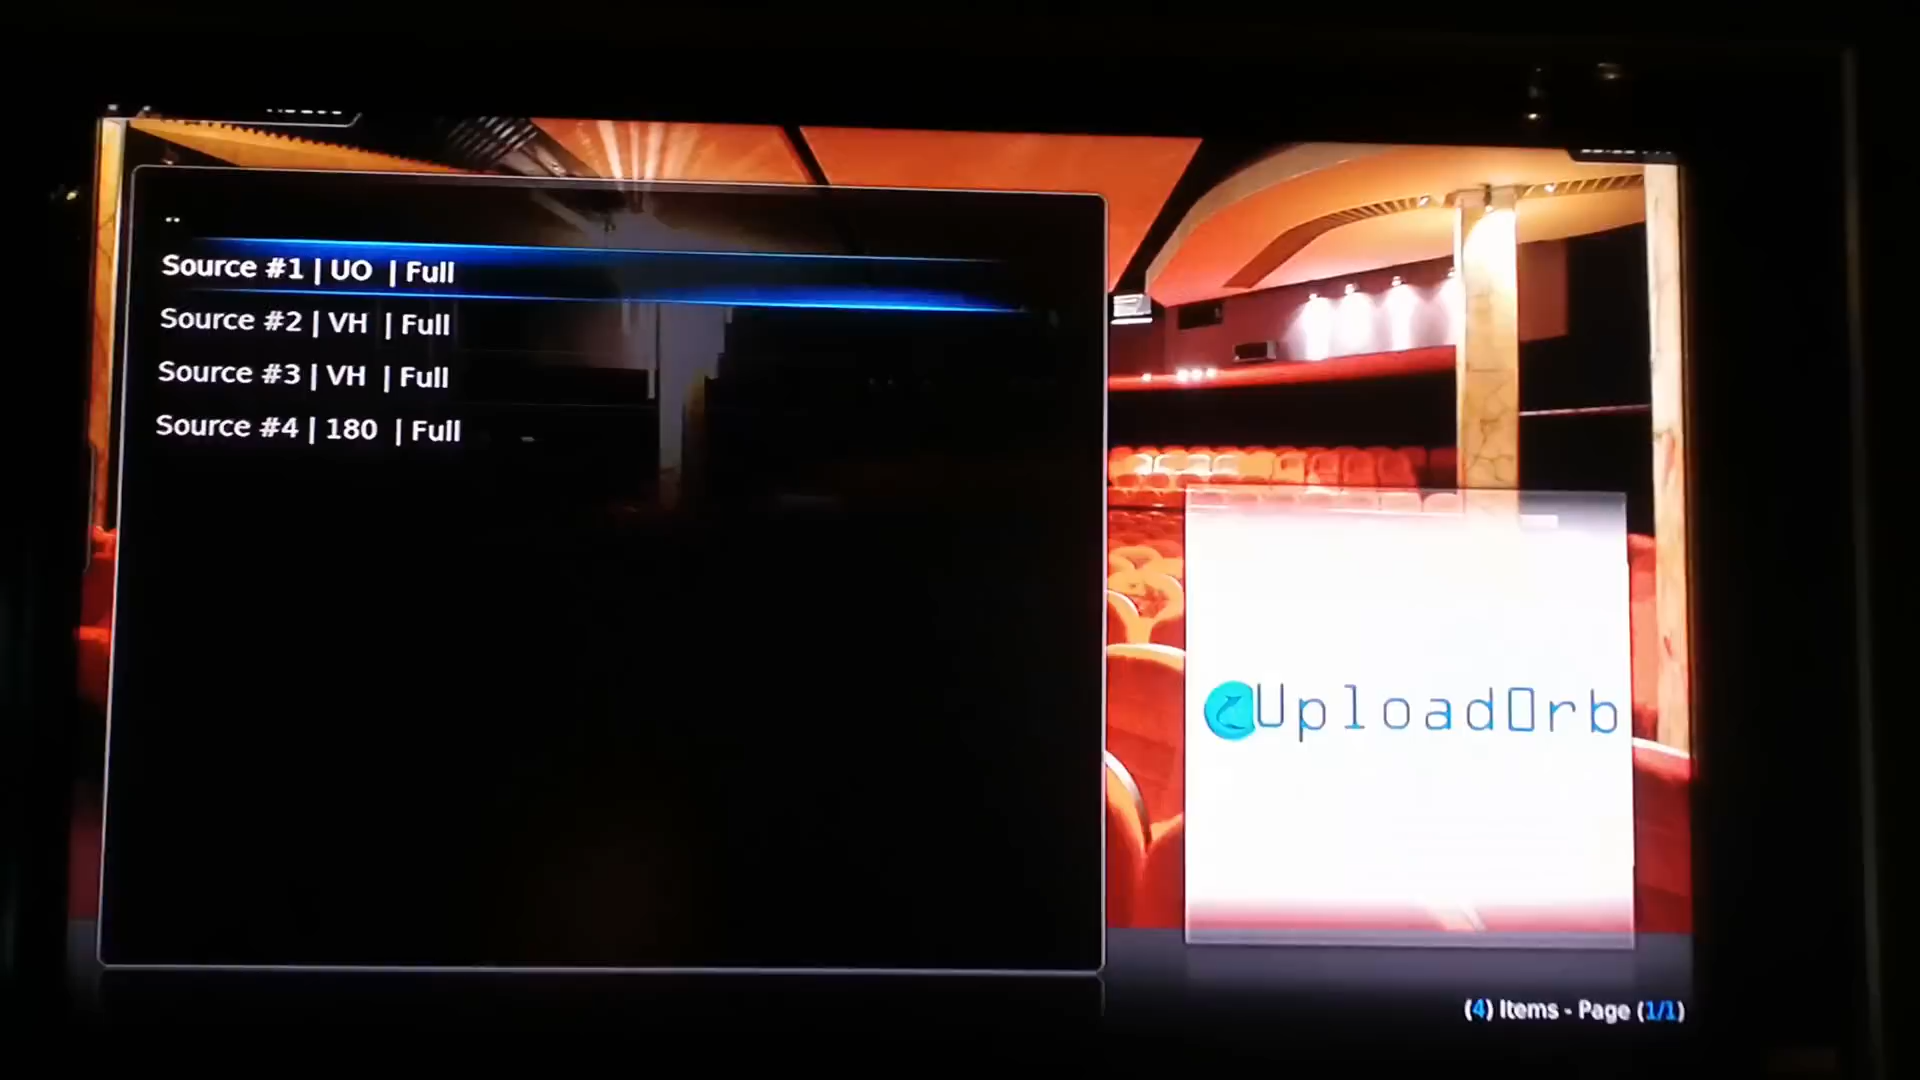 ..
Source #1 | UO | Full
Source #2 | VH | Full
Source #3 | VH | Full
Source #4 | 180 | Full
UploadOrb
(4) Items - Page (1/1)